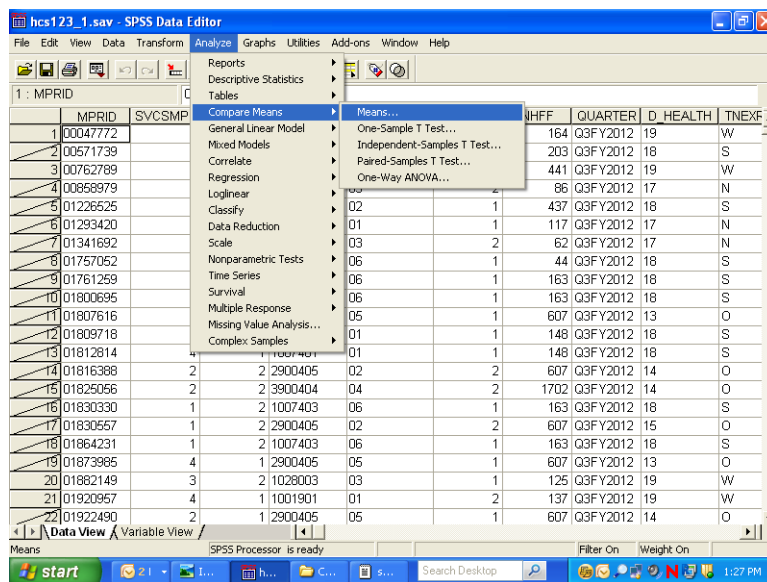 hcs123_1.sav - SPSS Data Editor
File Edit View Data Transform Analyze Graphs Utilities Add-ons Window Help
1 : MPRID
MPRID SVCSMP NHFF QUARTER D_HEALTH TNEXR
Reports
Descriptive Statistics
Tables
Compare Means
General Linear Model
Mixed Models
Correlate
Regression
Loglinear
Classify
Data Reduction
Scale
Nonparametric Tests
Time Series
Survival
Multiple Response
Missing Value Analysis...
Complex Samples
Means...
One-Sample T Test...
Independent-Samples T Test...
Paired-Samples T Test...
One-Way ANOVA...
1 00047772 164 Q3FY2012 19 W
2 00571739 203 Q3FY2012 18 S
3 00762789 441 Q3FY2012 19 W
4 00858979 86 Q3FY2012 17 N
5 01226525 02 1 437 Q3FY2012 18 S
6 01293420 01 1 117 Q3FY2012 17 N
7 01341692 03 2 62 Q3FY2012 17 N
8 01757052 06 1 44 Q3FY2012 18 S
9 01761259 06 1 163 Q3FY2012 18 S
10 01800695 06 1 163 Q3FY2012 18 S
11 01807616 05 1 607 Q3FY2012 13 O
12 01809718 01 1 148 Q3FY2012 18 S
13 01812814 01 1 148 Q3FY2012 18 S
14 01816388 2 2 2900405 02 2 607 Q3FY2012 14 O
15 01825056 2 2 3900404 04 2 1702 Q3FY2012 14 O
16 01830330 1 2 1007403 06 1 163 Q3FY2012 18 S
17 01830557 1 2 2900405 02 2 607 Q3FY2012 15 O
18 01864231 1 2 1007403 06 1 163 Q3FY2012 18 S
19 01873985 4 1 2900405 05 1 607 Q3FY2012 13 O
20 01882149 3 2 1028003 03 1 125 Q3FY2012 19 W
21 01920957 4 1 1001901 01 2 137 Q3FY2012 19 W
22 01922490 2 1 2900405 05 1 607 Q3FY2012 14 O
Data View Variable View
Means SPSS Processor is ready Filter On Weight On
start 2 I... h... C... s... Search Desktop 1:27 PM